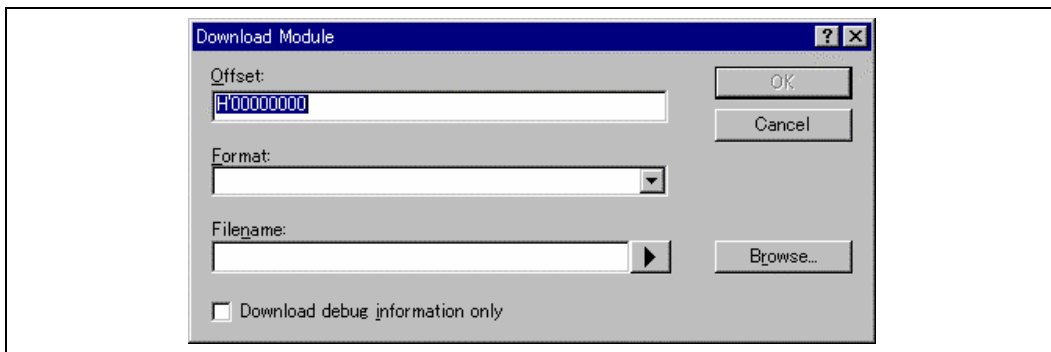 Download Module
Offset:
H'00000000
OK
Cancel
Format:
Filename:
Browse...
Download debug information only